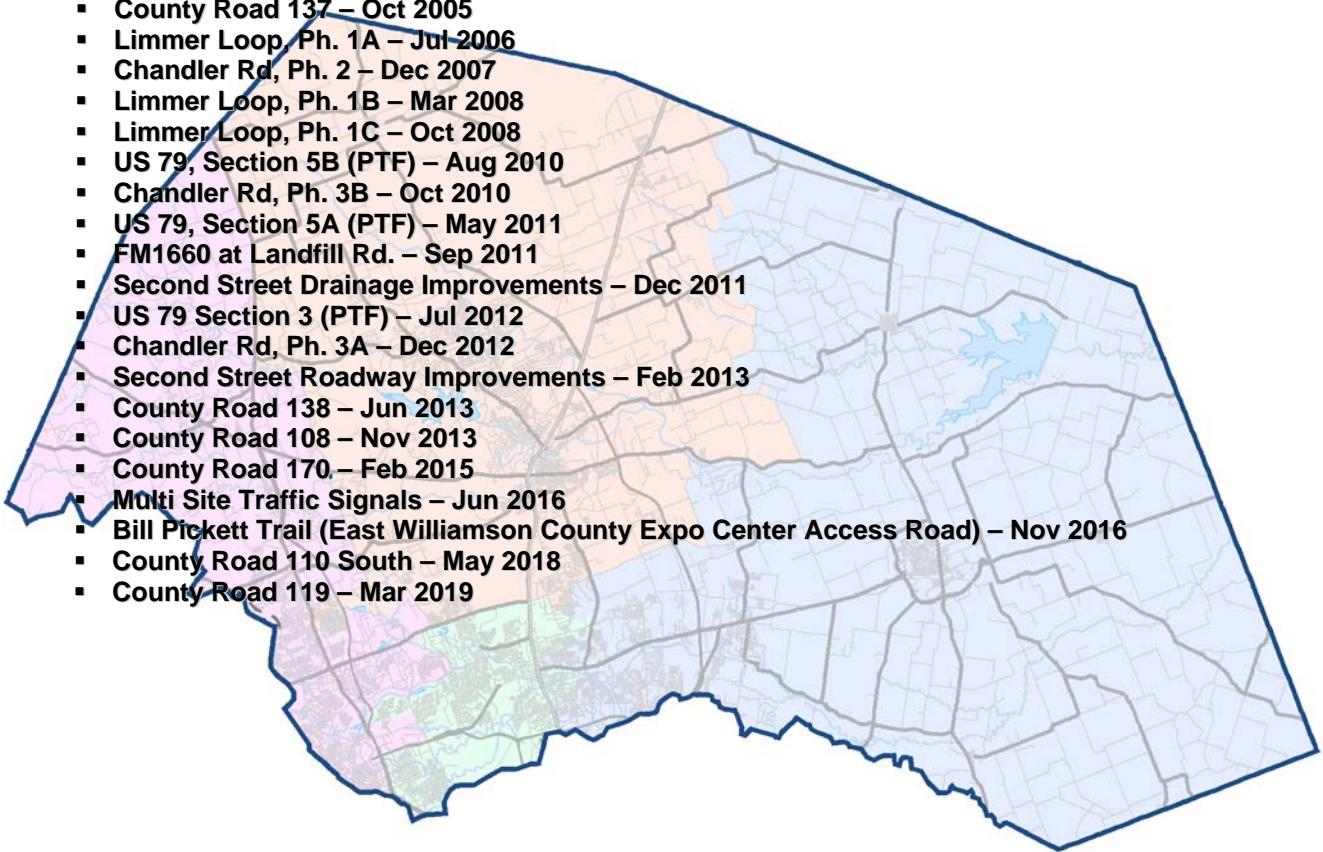 ▪ County Road 137 – Oct 2005
▪ Limmer Loop, Ph. 1A – Jul 2006
▪ Chandler Rd, Ph. 2 – Dec 2007
▪ Limmer Loop, Ph. 1B – Mar 2008
▪ Limmer Loop, Ph. 1C – Oct 2008
▪ US 79, Section 5B (PTF) – Aug 2010
▪ Chandler Rd, Ph. 3B – Oct 2010
▪ US 79, Section 5A (PTF) – May 2011
▪ FM1660 at Landfill Rd. – Sep 2011
▪ Second Street Drainage Improvements – Dec 2011
▪ US 79 Section 3 (PTF) – Jul 2012
▪ Chandler Rd, Ph. 3A – Dec 2012
▪ Second Street Roadway Improvements – Feb 2013
▪ County Road 138 – Jun 2013
▪ County Road 108 – Nov 2013
▪ County Road 170 – Feb 2015
▪ Multi Site Traffic Signals – Jun 2016
▪ Bill Pickett Trail (East Williamson County Expo Center Access Road) – Nov 2016
▪ County Road 110 South – May 2018
▪ County Road 119 – Mar 2019